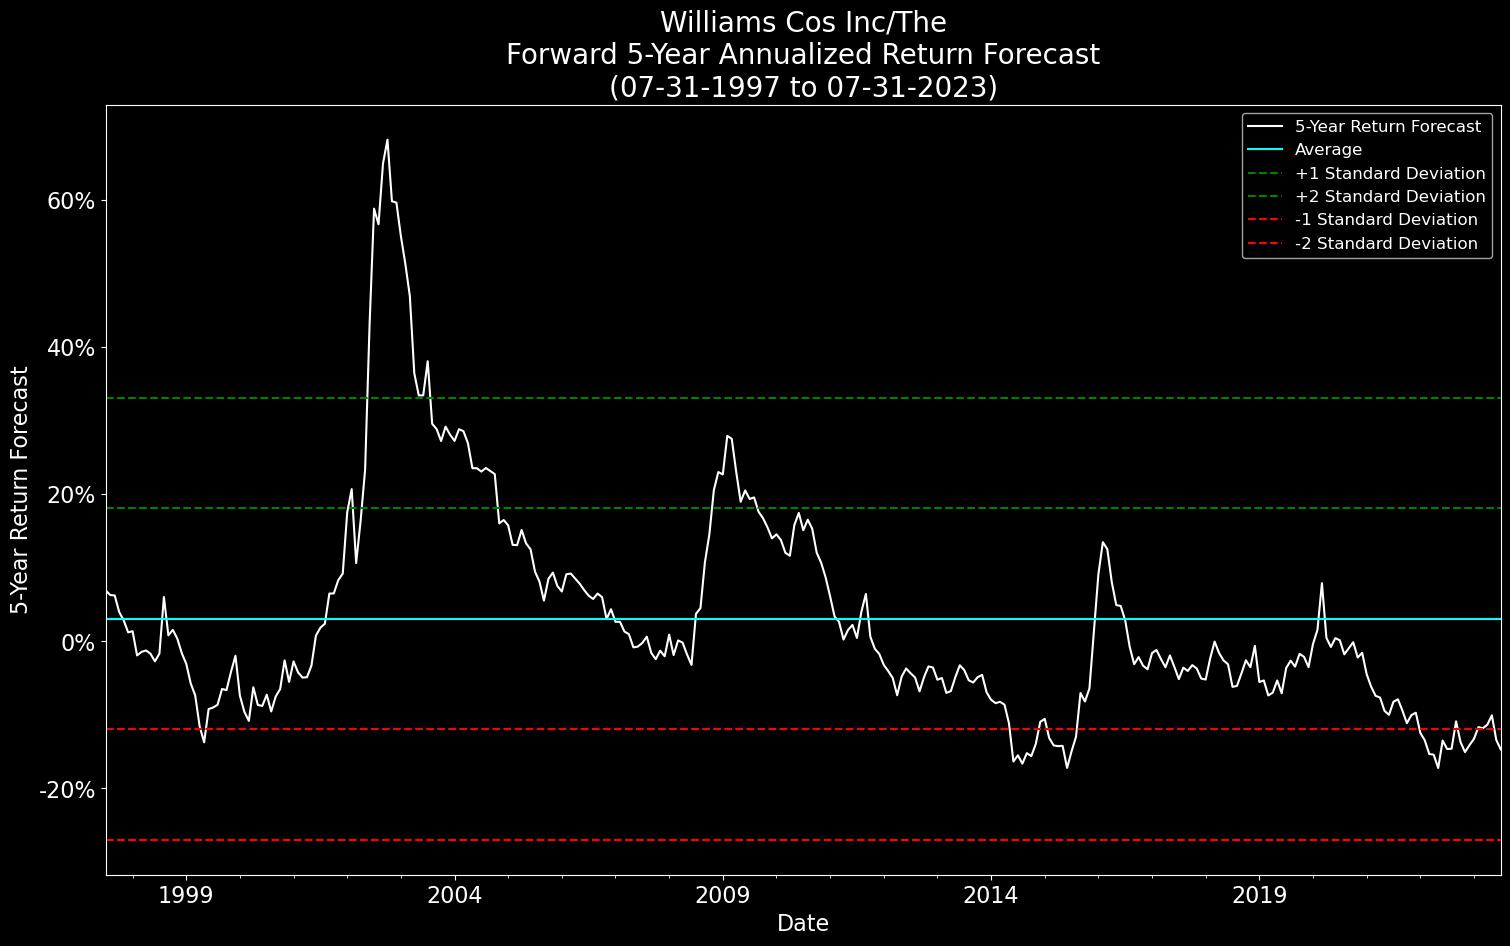 Williams Cos Inc/The
Forward 5-Year Annualized Return Forecast
(07-31-1997 to 07-31-2023)
5-Year Return Forecast
Average
+1 Standard Deviation
+2 Standard Deviation
-1 Standard Deviation
-2 Standard Deviation
60%
40%
20%
0%
-20%
5-Year Return Forecast
1999
2004
2009
2014
2019
Date